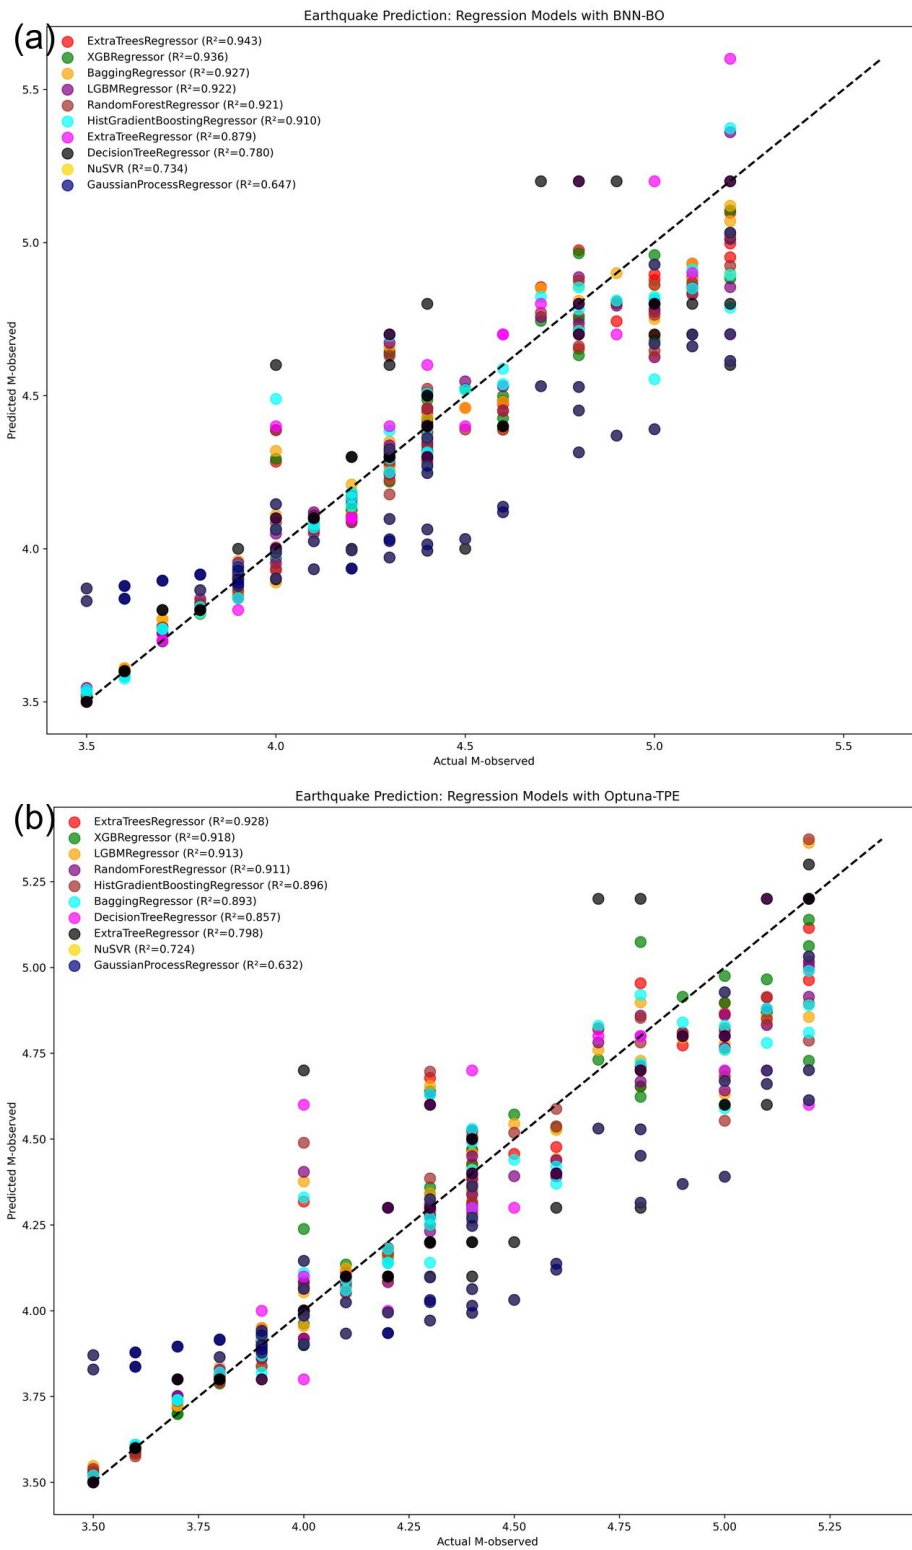 (a)
Earthquake Prediction: Regression Models with BNN-BO
ExtraTreesRegressor (R²=0.943)
XGBRegressor (R²=0.936)
BaggingRegressor (R²=0.927)
LGBMRegressor (R²=0.922)
RandomForestRegressor (R²=0.921)
HistGradientBoostingRegressor (R²=0.910)
ExtraTreeRegressor (R²=0.879)
DecisionTreeRegressor (R²=0.780)
NuSVR (R²=0.734)
GaussianProcessRegressor (R²=0.647)
5.5
5.0
4.5
4.0
3.5
Predicted M-observed
3.5 4.0 4.5 5.0 5.5
Actual M-observed
(b)
Earthquake Prediction: Regression Models with Optuna-TPE
ExtraTreesRegressor (R²=0.928)
XGBRegressor (R²=0.918)
LGBMRegressor (R²=0.913)
RandomForestRegressor (R²=0.911)
HistGradientBoostingRegressor (R²=0.896)
BaggingRegressor (R²=0.893)
DecisionTreeRegressor (R²=0.857)
ExtraTreeRegressor (R²=0.798)
NuSVR (R²=0.724)
GaussianProcessRegressor (R²=0.632)
5.25
5.00
4.75
4.50
4.25
4.00
3.75
3.50
Predicted M-observed
3.50 3.75 4.00 4.25 4.50 4.75 5.00 5.25
Actual M-observed